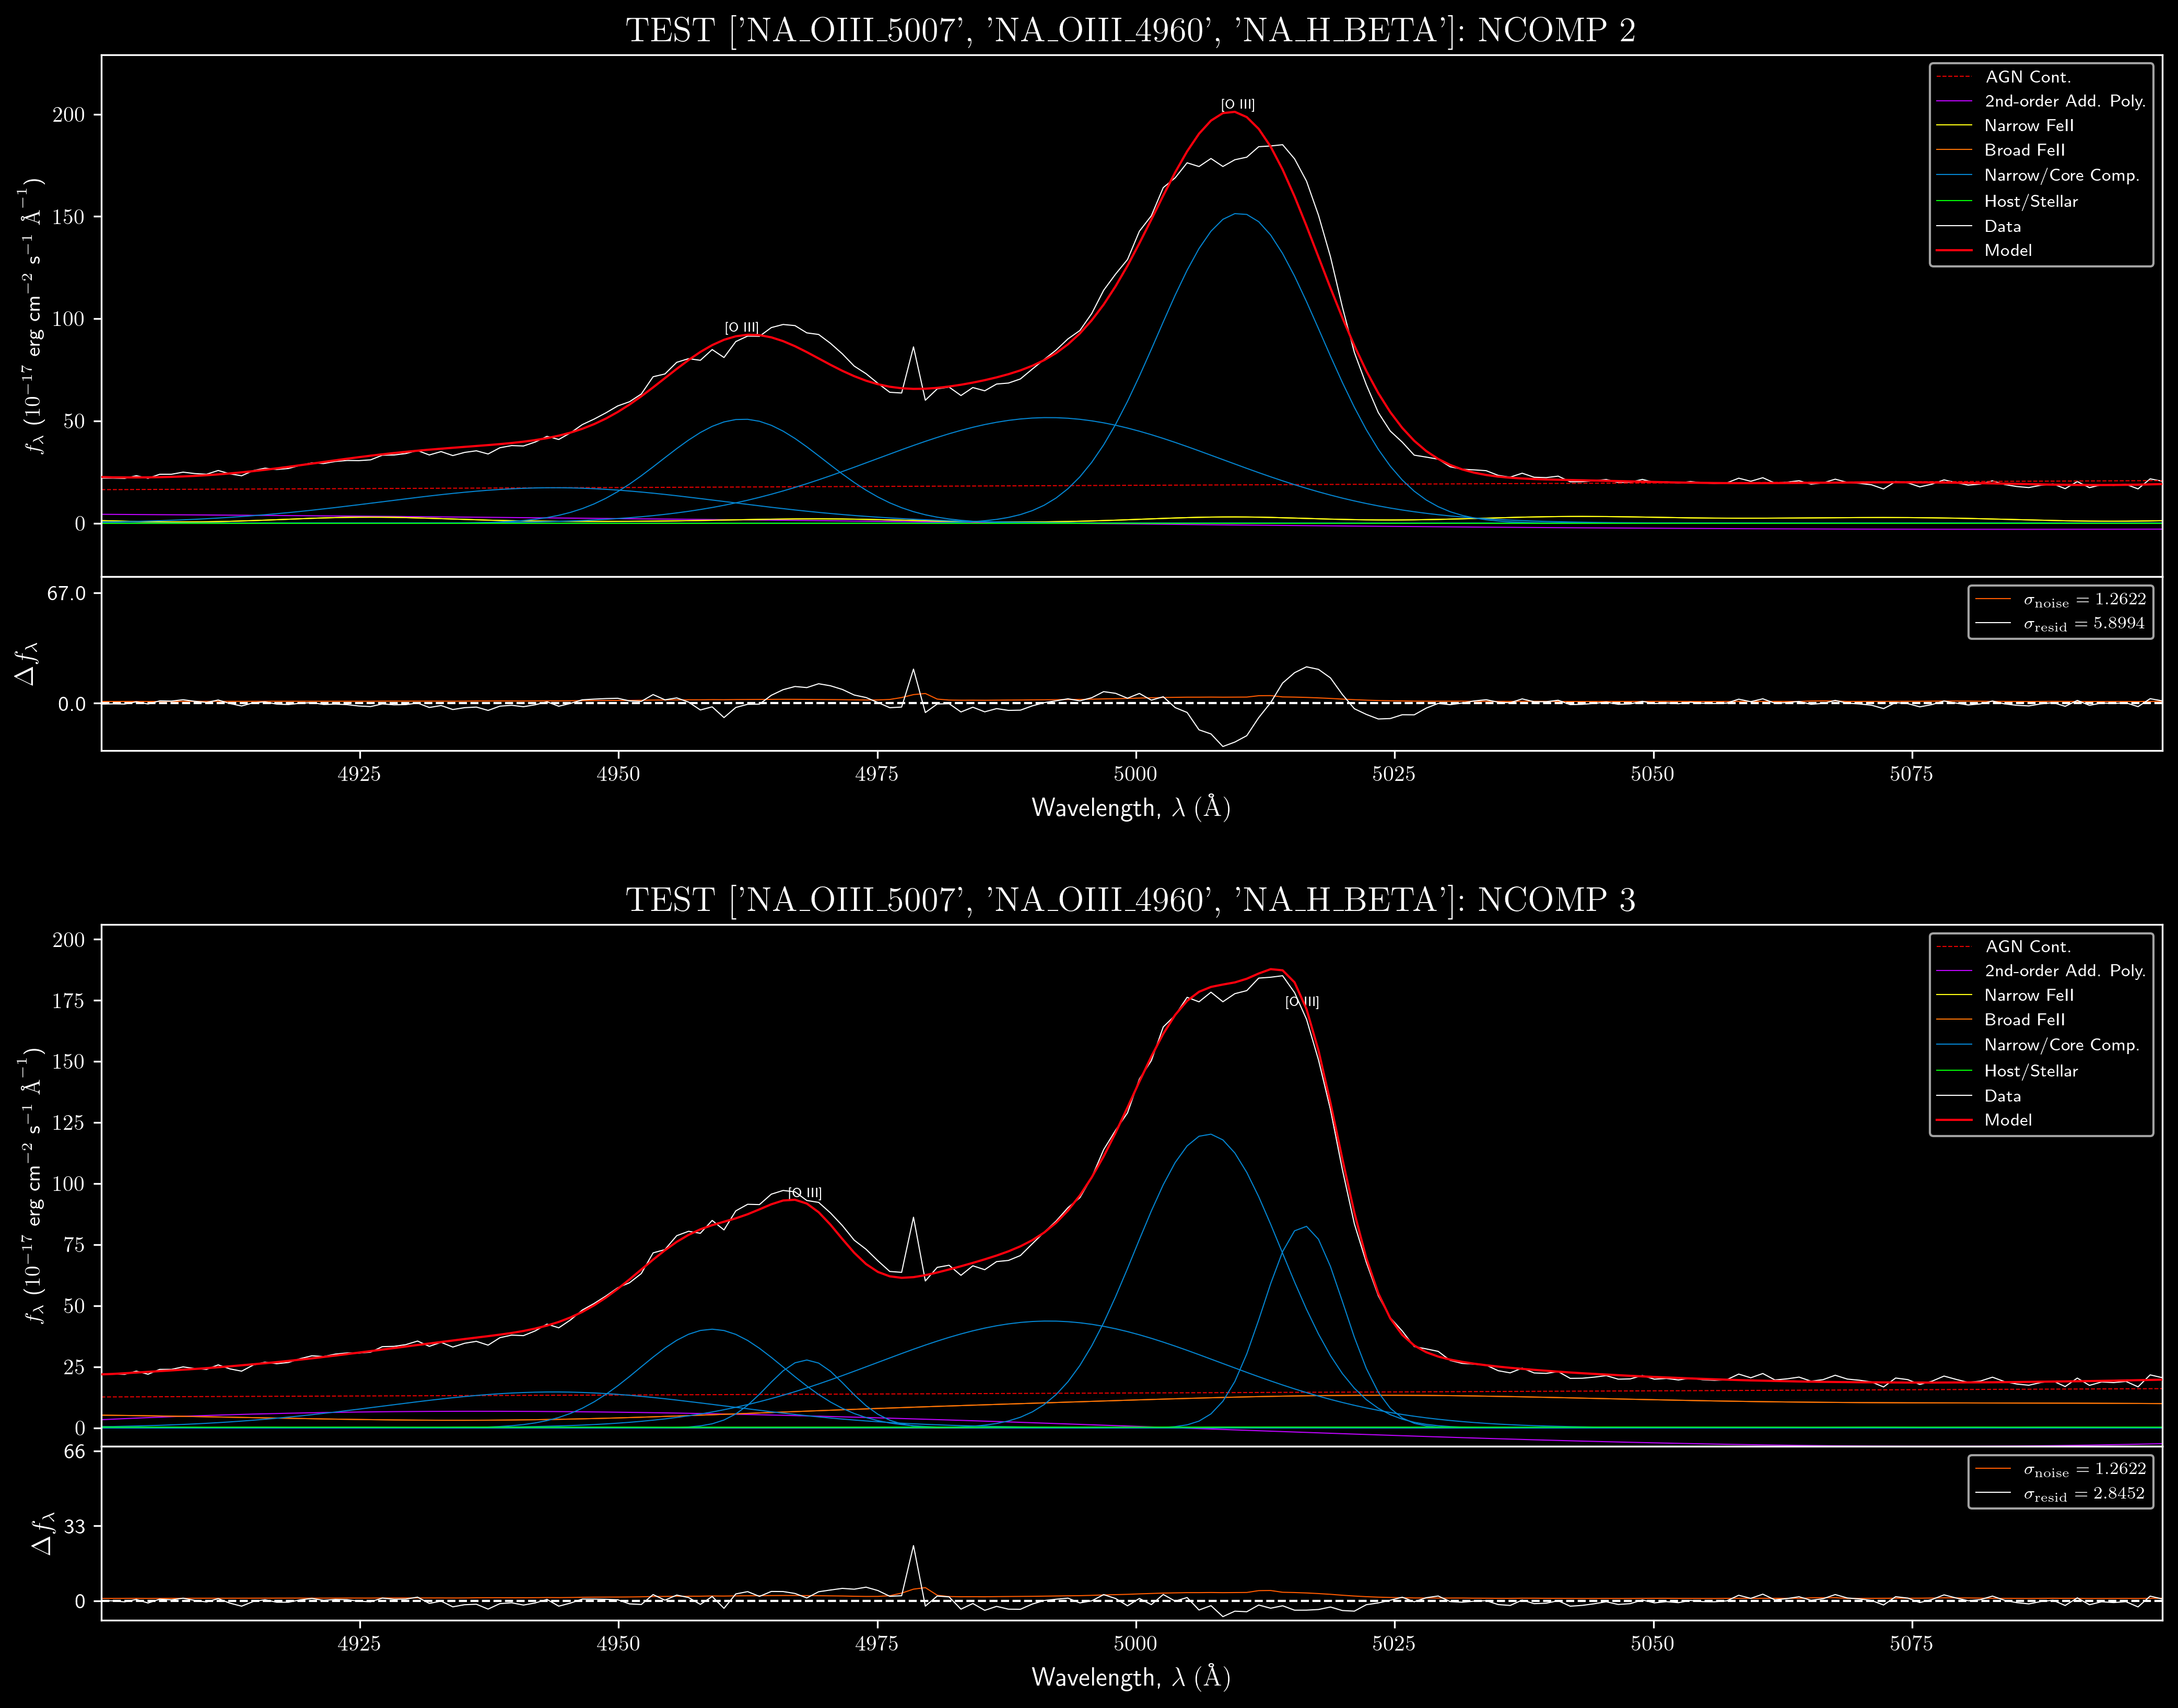 TEST ['NA_OIII_5007', 'NA_OIII_4960', 'NA_H_BETA']: NCOMP 2
fλ (10−17 erg cm−2 s−1 Å−1)
200
150
100
50
0
[O III]
[O III]
AGN Cont.
2nd-order Add. Poly.
Narrow FeII
Broad FeII
Narrow/Core Comp.
Host/Stellar
Data
Model
Δfλ
67.0
0.0
σnoise = 1.2622
σresid = 5.8994
4925 4950 4975 5000 5025 5050 5075
Wavelength, λ (Å)
TEST ['NA_OIII_5007', 'NA_OIII_4960', 'NA_H_BETA']: NCOMP 3
fλ (10−17 erg cm−2 s−1 Å−1)
200
175
150
125
100
75
50
25
0
[O III]
[O III]
AGN Cont.
2nd-order Add. Poly.
Narrow FeII
Broad FeII
Narrow/Core Comp.
Host/Stellar
Data
Model
Δfλ
66
33
0
σnoise = 1.2622
σresid = 2.8452
4925 4950 4975 5000 5025 5050 5075
Wavelength, λ (Å)